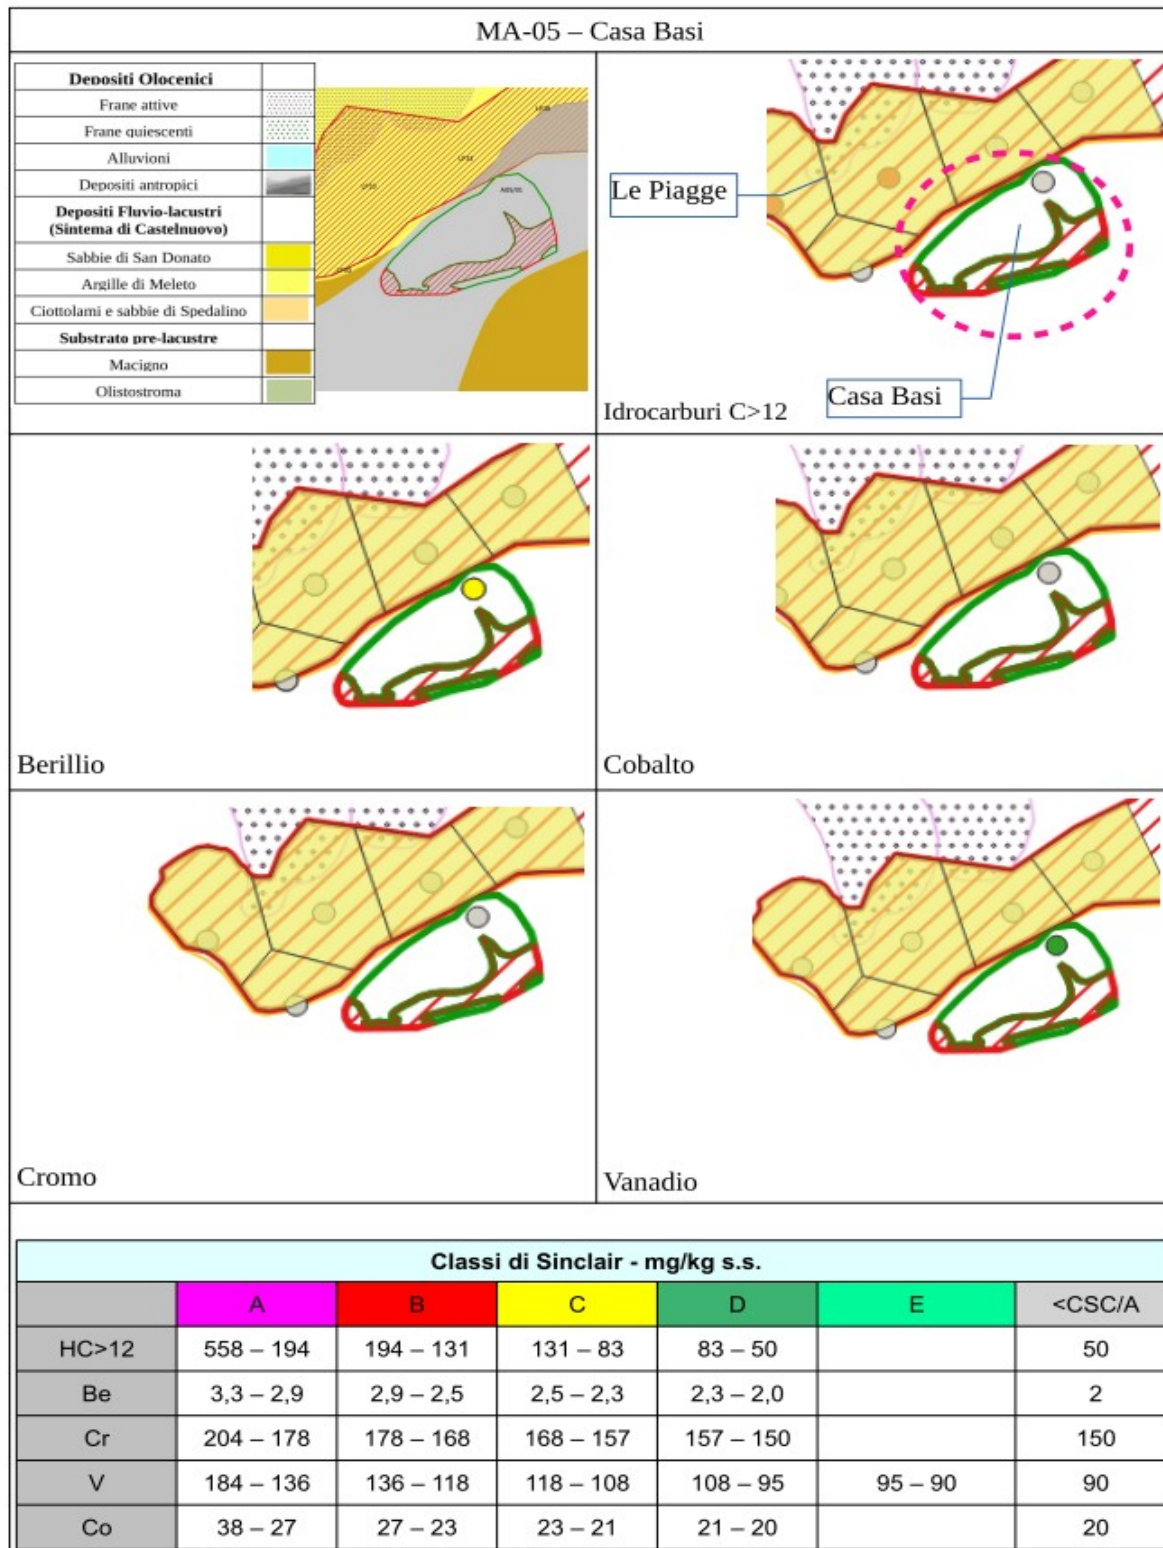 MA-05 – Casa Basi
Depositi Olocenici
Frane attive
Frane quiescenti
Alluvioni
Depositi antropici
Depositi Fluvio-lacustri
(Sintema di Castelnuovo)
Sabbie di San Donato
Argille di Meleto
Ciottolami e sabbie di Spedalino
Substrato pre-lacustre
Macigno
Olistostroma
Le Piagge
Casa Basi
Idrocarburi C>12
Berillio
Cobalto
Cromo
Vanadio
Classi di Sinclair - mg/kg s.s.
A B C D E <CSC/A
HC>12 558 – 194 194 – 131 131 – 83 83 – 50 50
Be 3,3 – 2,9 2,9 – 2,5 2,5 – 2,3 2,3 – 2,0 2
Cr 204 – 178 178 – 168 168 – 157 157 – 150 150
V 184 – 136 136 – 118 118 – 108 108 – 95 95 – 90 90
Co 38 – 27 27 – 23 23 – 21 21 – 20 20